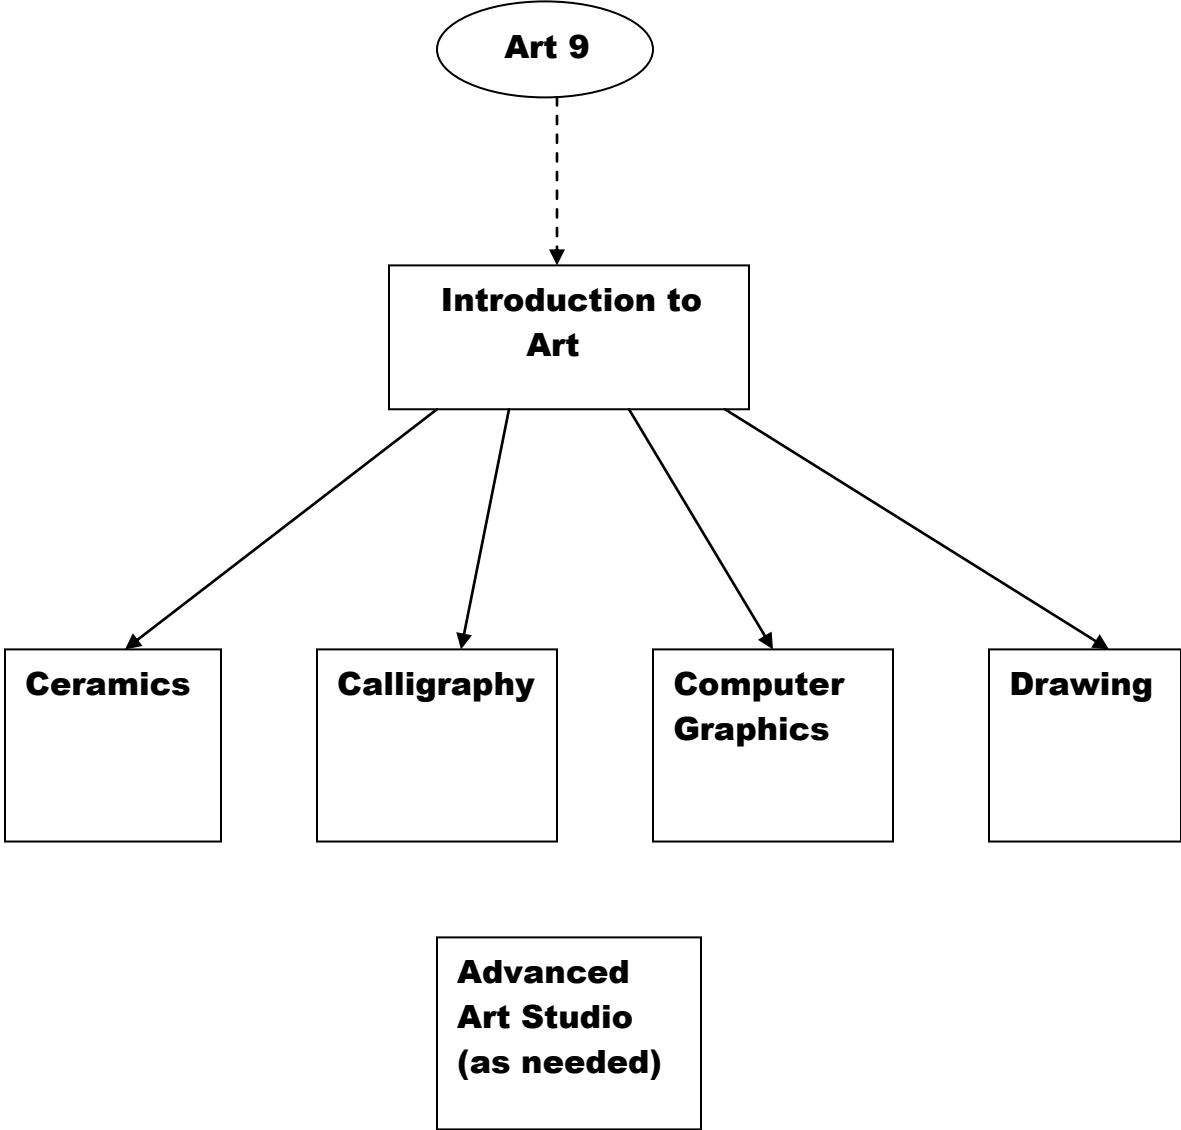 Art 9
Introduction to
Art
Ceramics
Calligraphy
Computer
Graphics
Drawing
Advanced
Art Studio
(as needed)